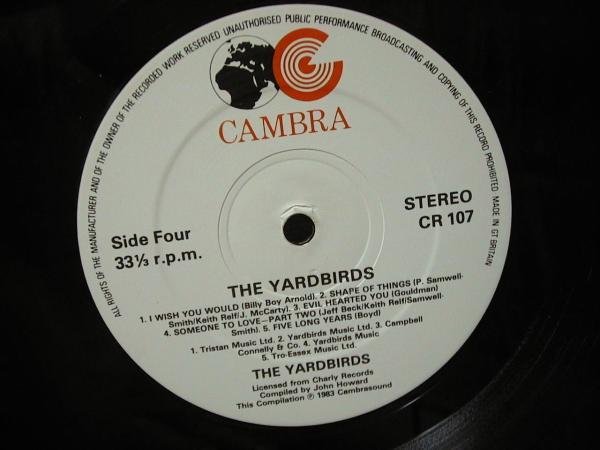 ALL RIGHTS OF THE MANUFACTURER AND OF THE OWNER OF THE RECORDED WORK RESERVED UNAUTHORISED PUBLIC PERFORMANCE BROADCASTING AND COPYING OF THIS RECORD PROHIBITED MADE IN GT BRITAIN
CAMBRA
STEREO
CR 107
Side Four
33⅓ r.p.m.
THE YARDBIRDS
1. I WISH YOU WOULD (Billy Boy Arnold). 2. SHAPE OF THINGS (P. Samwell-
Smith/Keith Relf/J. McCarty). 3. EVIL HEARTED YOU (Gouldman)
4. SOMEONE TO LOVE—PART TWO (Jeff Beck/Keith Relf/Samwell-
Smith). 5. FIVE LONG YEARS (Boyd)
1. Tristan Music Ltd. 2. Yardbirds Music Ltd. 3. Campbell
Connelly & Co. 4. Yardbirds Music
5. Tro-Essex Music Ltd.
THE YARDBIRDS
Licensed from Charly Records
Compiled by John Howard
This Compilation ℗ 1983 Cambrasound